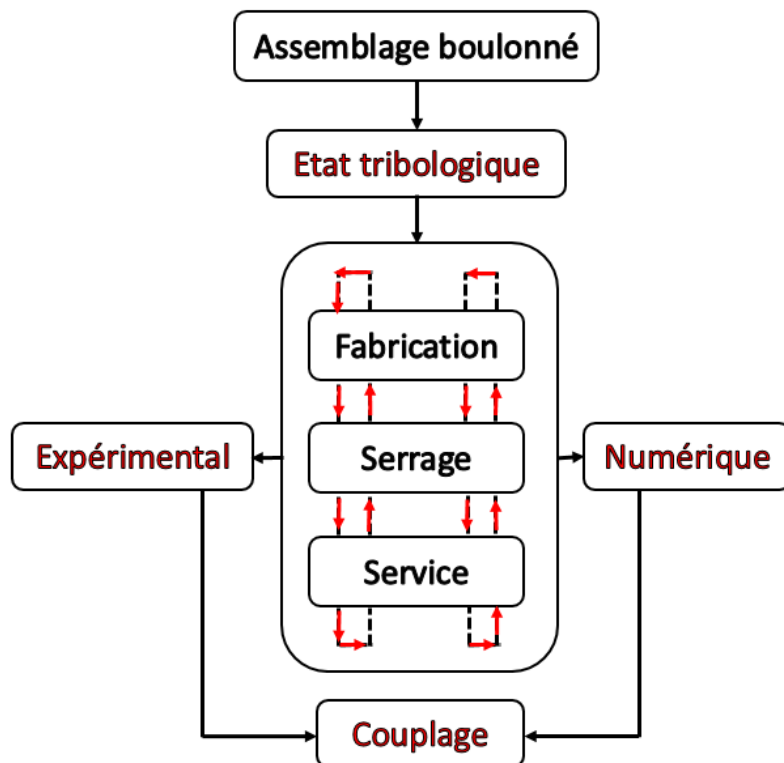 Assemblage boulonné
Etat tribologique
Fabrication
Expérimental
Serrage
Numérique
Service
Couplage